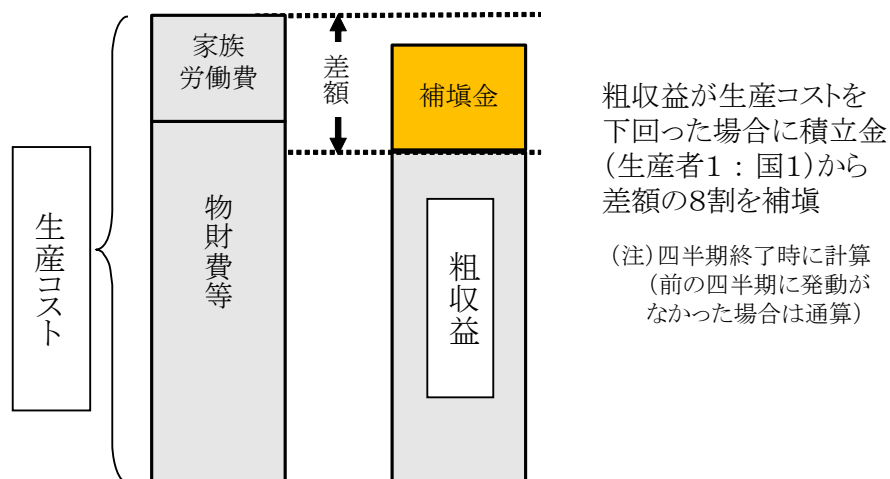 家族
労働費
差額
補塡金
生産コスト
物財費等
粗収益
粗収益が生産コストを
下回った場合に積立金
（生産者１：国１）から
差額の８割を補塡
（注）四半期終了時に計算
（前の四半期に発動が
なかった場合は通算）